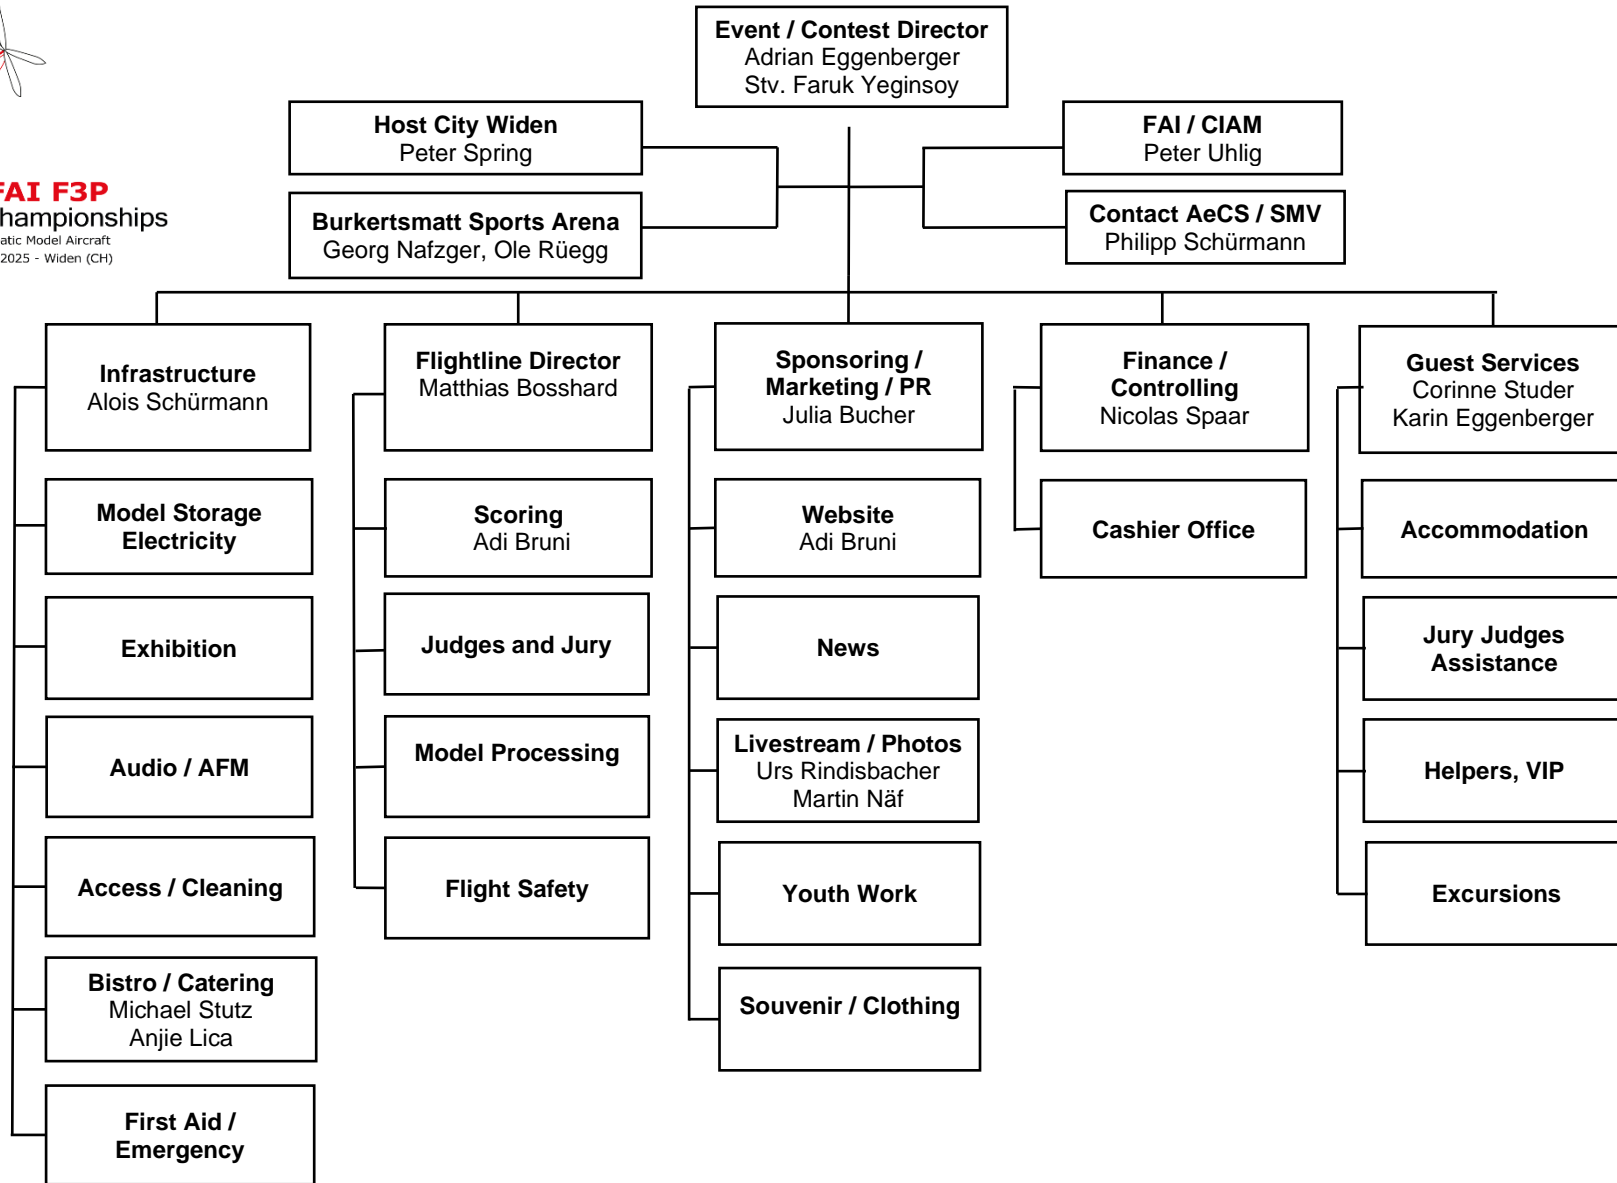 Event / Contest Director
Adrian Eggenberger
Stv. Faruk Yeginsoy
Host City Widen
Peter Spring
FAI / CIAM
Peter Uhlig
FAI F3P
hampionships
atic Model Aircraft
2025 - Widen (CH)
Burkertsmatt Sports Arena
Georg Nafzger, Ole Rüegg
Contact AeCS / SMV
Philipp Schürmann
Infrastructure
Alois Schürmann
Model Storage
Electricity
Exhibition
Audio / AFM
Access / Cleaning
Bistro / Catering
Michael Stutz
Anjie Lica
First Aid /
Emergency
Flightline Director
Matthias Bosshard
Scoring
Adi Bruni
Judges and Jury
Model Processing
Flight Safety
Sponsoring /
Marketing / PR
Julia Bucher
Website
Adi Bruni
News
Livestream / Photos
Urs Rindisbacher
Martin Näf
Youth Work
Souvenir / Clothing
Finance /
Controlling
Nicolas Spaar
Cashier Office
Guest Services
Corinne Studer
Karin Eggenberger
Accommodation
Jury Judges
Assistance
Helpers, VIP
Excursions